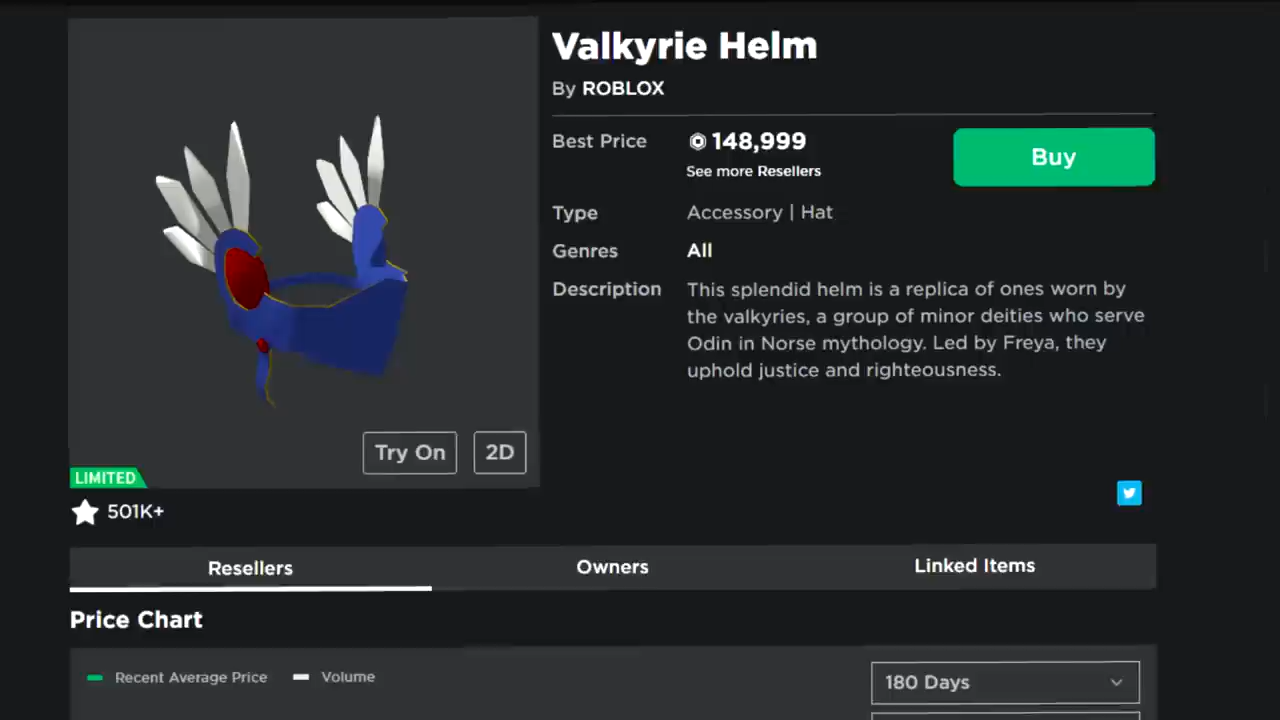 Valkyrie Helm
By ROBLOX
Best Price 148,999 Buy
See more Resellers
Type Accessory | Hat
Genres All
Description This splendid helm is a replica of ones worn by
the valkyries, a group of minor deities who serve
Odin in Norse mythology. Led by Freya, they
uphold justice and righteousness.
Try On 2D
LIMITED
501K+
Resellers Owners Linked Items
Price Chart
Recent Average Price Volume 180 Days